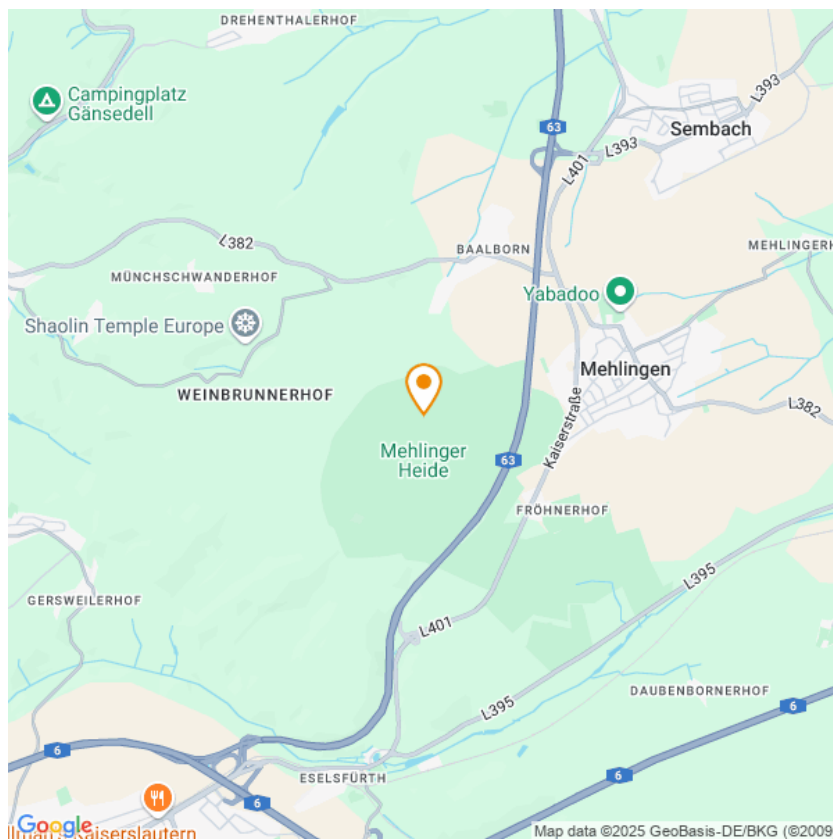 DREHENTHALERHOF
Campingplatz
Gänsedell
63
L393
Sembach
L393
L401
L382
BAALBORN
MEHLINGERH
MÜNCHSCHWANDERHOF
Yabadoo
Shaolin Temple Europe
Mehlingen
WEINBRUNNERHOF
L382
Kaiserstraße
Mehlinger
Heide
63
FRÖHNERHOF
L395
GERSWEILERHOF
L401
DAUBENBORNERHOF
L395
6
6
6
ESELSFÜRTH
6
Google
Kaiserslautern
Map data ©2025 GeoBasis-DE/BKG (©2009